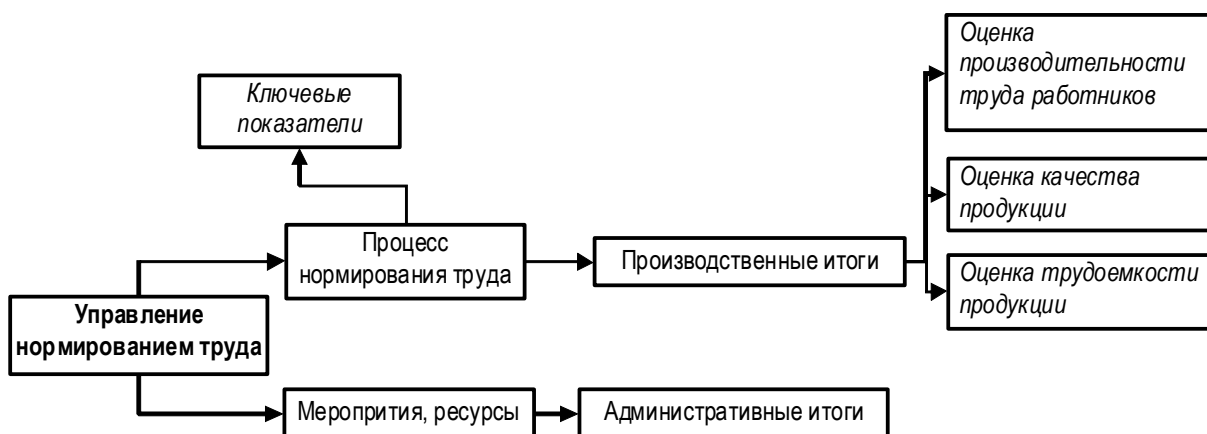 Оценка
производительности
труда работников
Ключевые
показатели
Оценка качества
продукции
Процесс
нормирования труда
Производственные итоги
Оценка трудоемкости
продукции
Управление
нормированием труда
Меропрития, ресурсы
Административные итоги